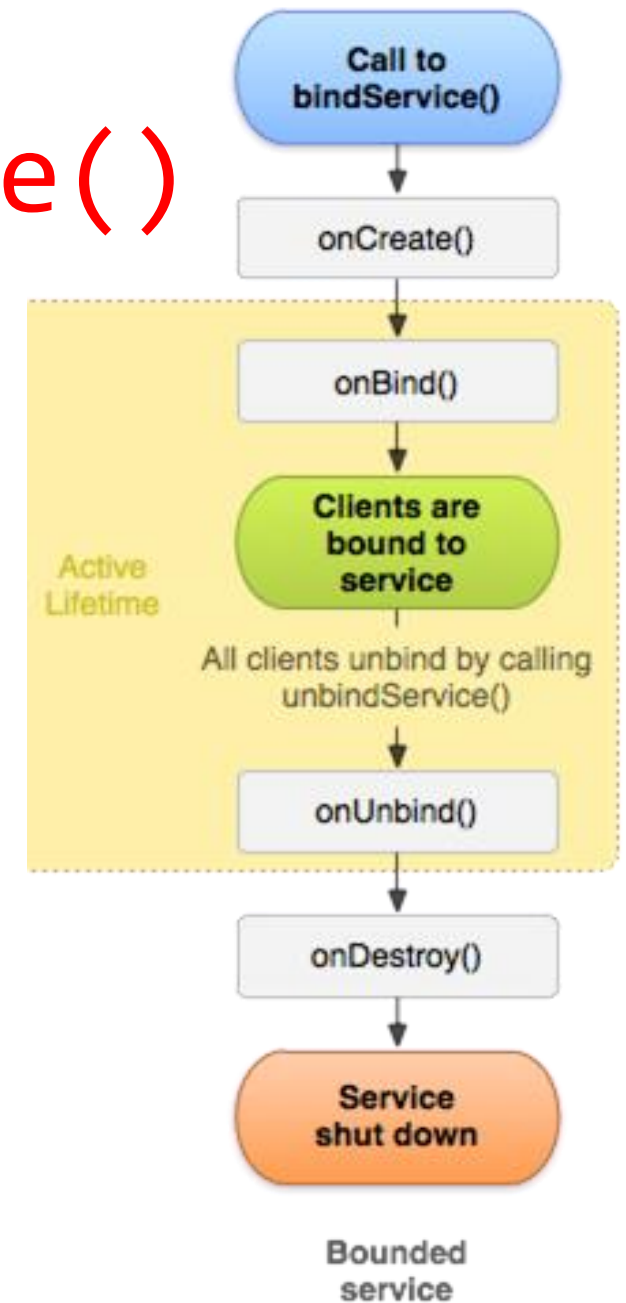 Call to
bindService()
e()
onCreate()
onBind()
Clients are
bound to
service
Active
Lifetime
All clients unbind by calling
unbindService()
onUnbind()
onDestroy()
Service
shut down
Bounded
service